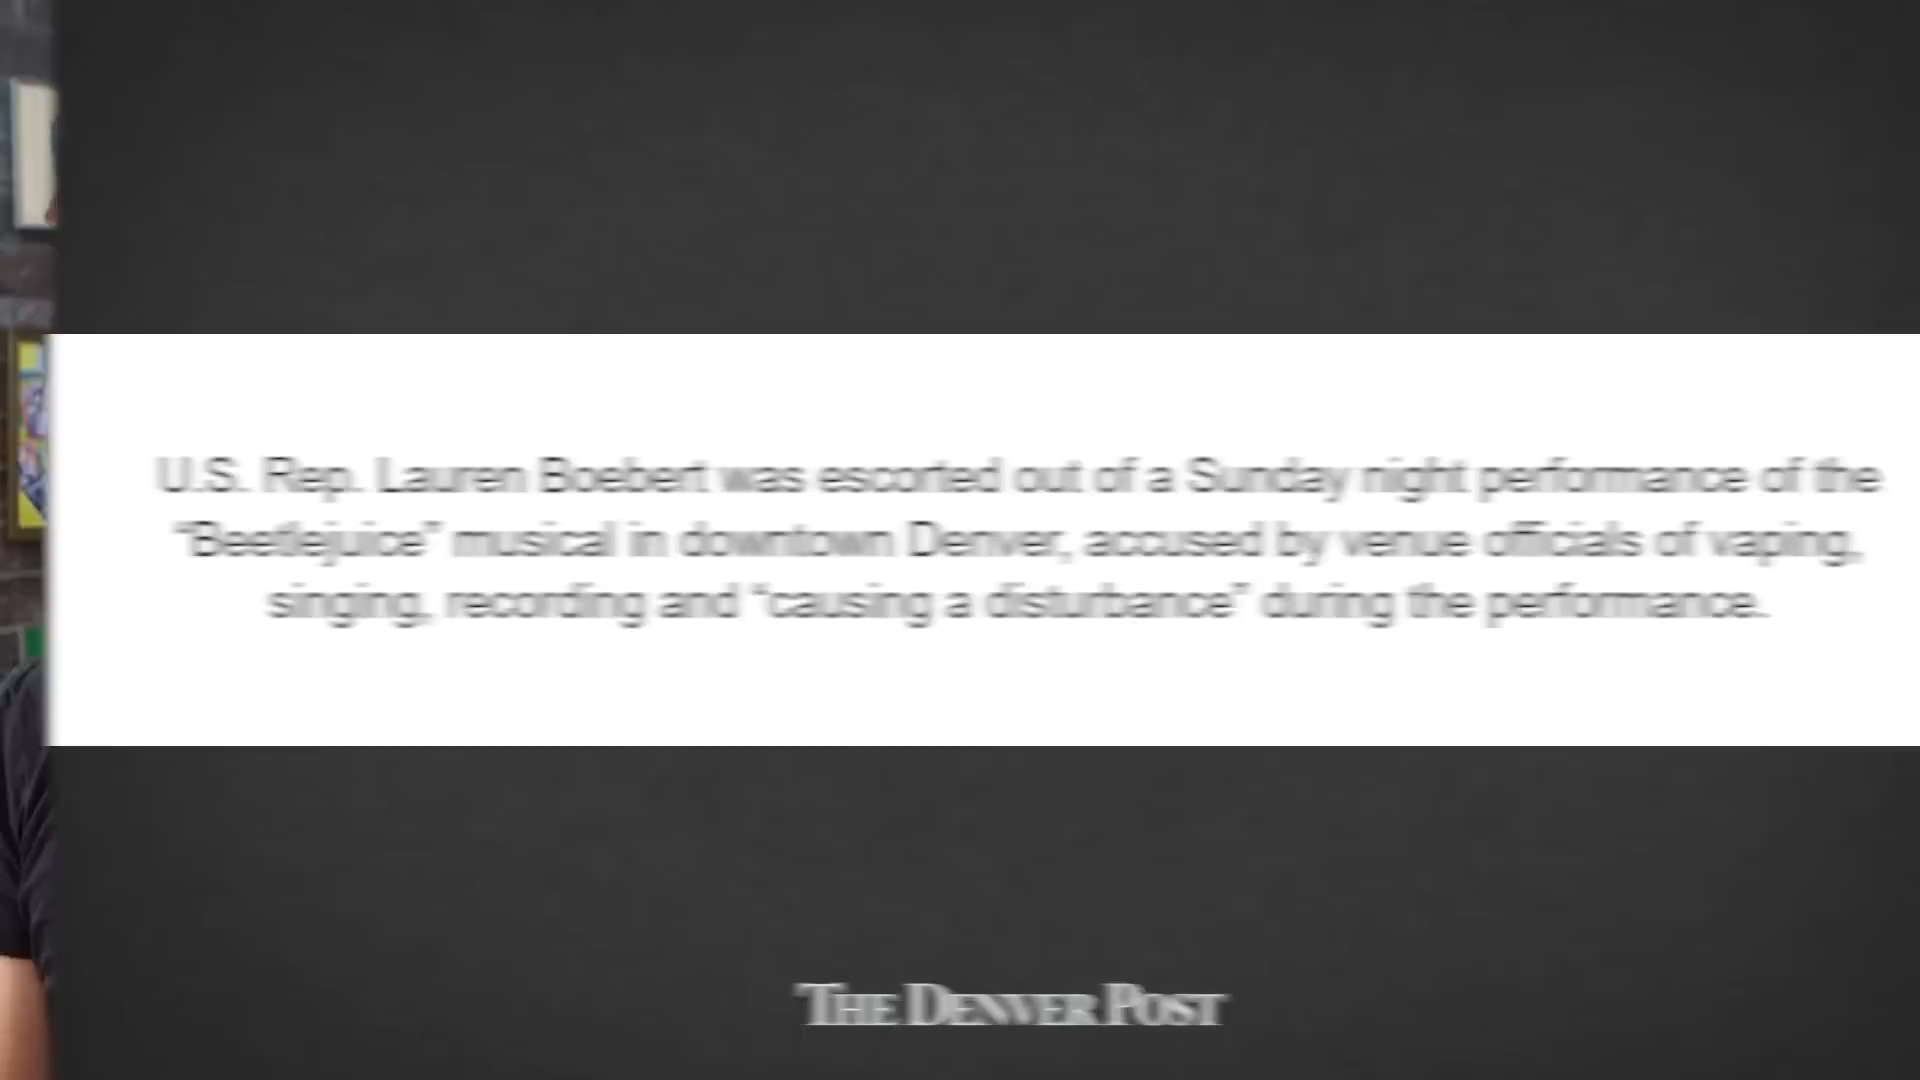 U.S. Rep. Lauren Boebert was escorted out of a Sunday night performance of the
“Beetlejuice” musical in downtown Denver, accused by venue officials of vaping,
singing, recording and “causing a disturbance” during the performance.
THE DENVER POST